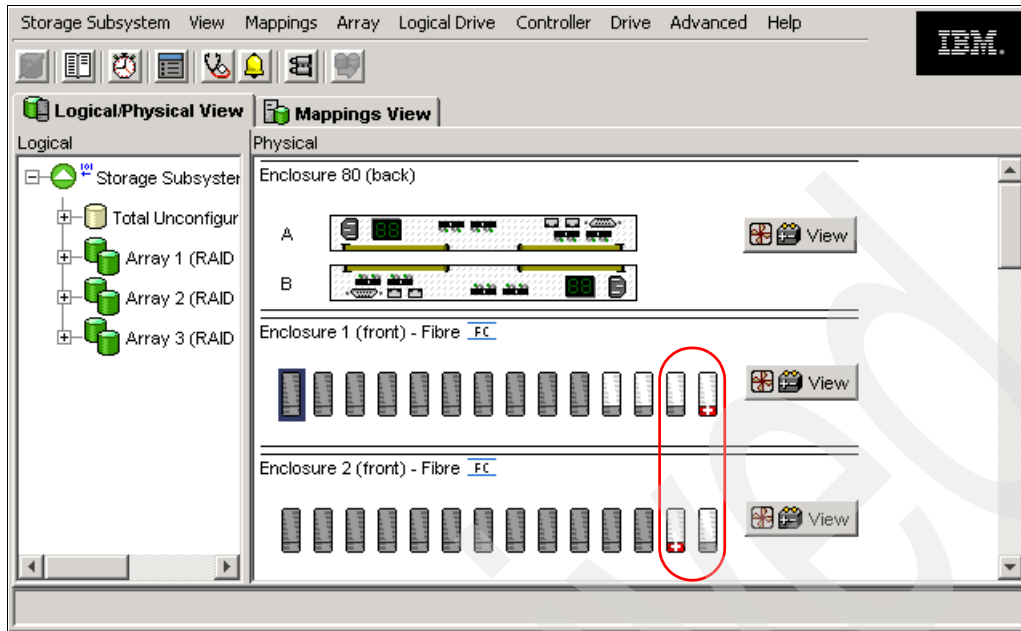 Storage Subsystem View Mappings Array Logical Drive Controller Drive Advanced Help
IBM.
Logical/Physical View Mappings View
Logical
Physical
Storage Subsyster
Total Unconfigur
Array 1 (RAID
Array 2 (RAID
Array 3 (RAID
Enclosure 80 (back)
A
88
View
B
88
Enclosure 1 (front) - Fibre FC
View
Enclosure 2 (front) - Fibre FC
View